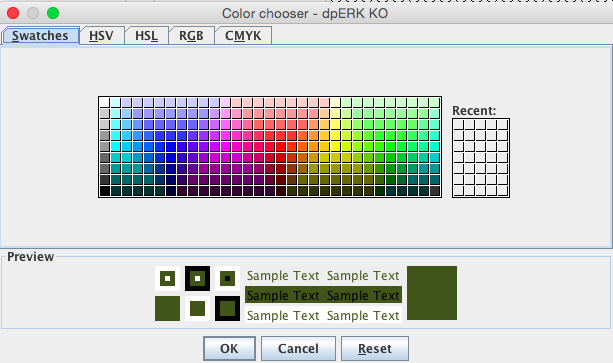 Color chooser - dpERK KO
Swatches HSV HSL RGB CMYK
Recent:
Preview
Sample Text Sample Text
Sample Text Sample Text
Sample Text Sample Text
OK Cancel Reset